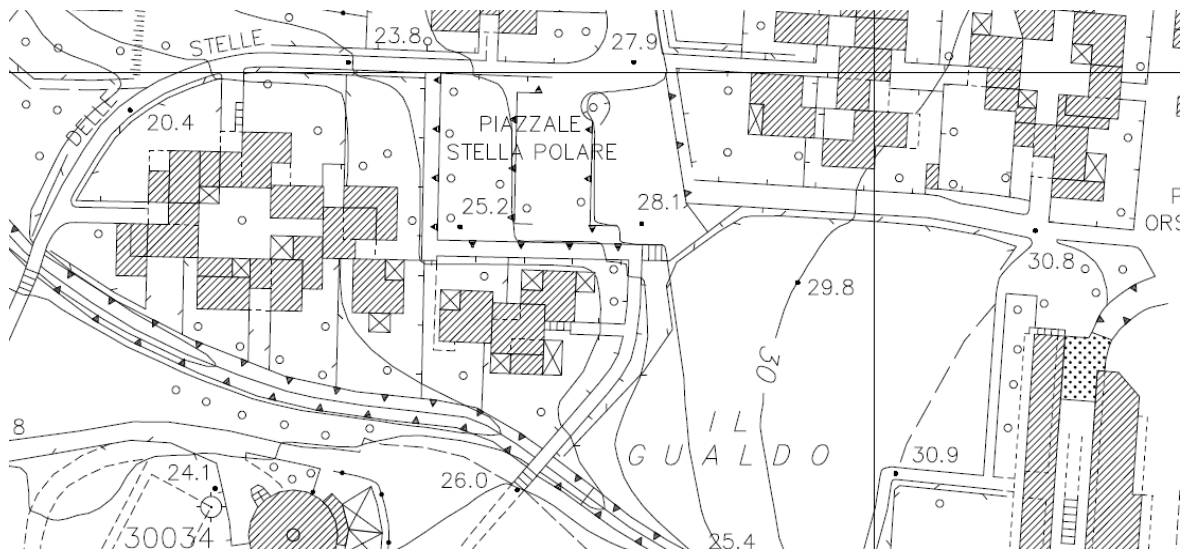 23.8
27.9
STELLE
DELLE
20.4
PIAZZALE
STELLA POLARE
25.2
28.1
P
ORS
30.8
29.8
30
IL
GUALDO
8
24.1
26.0
30.9
30034
25.4